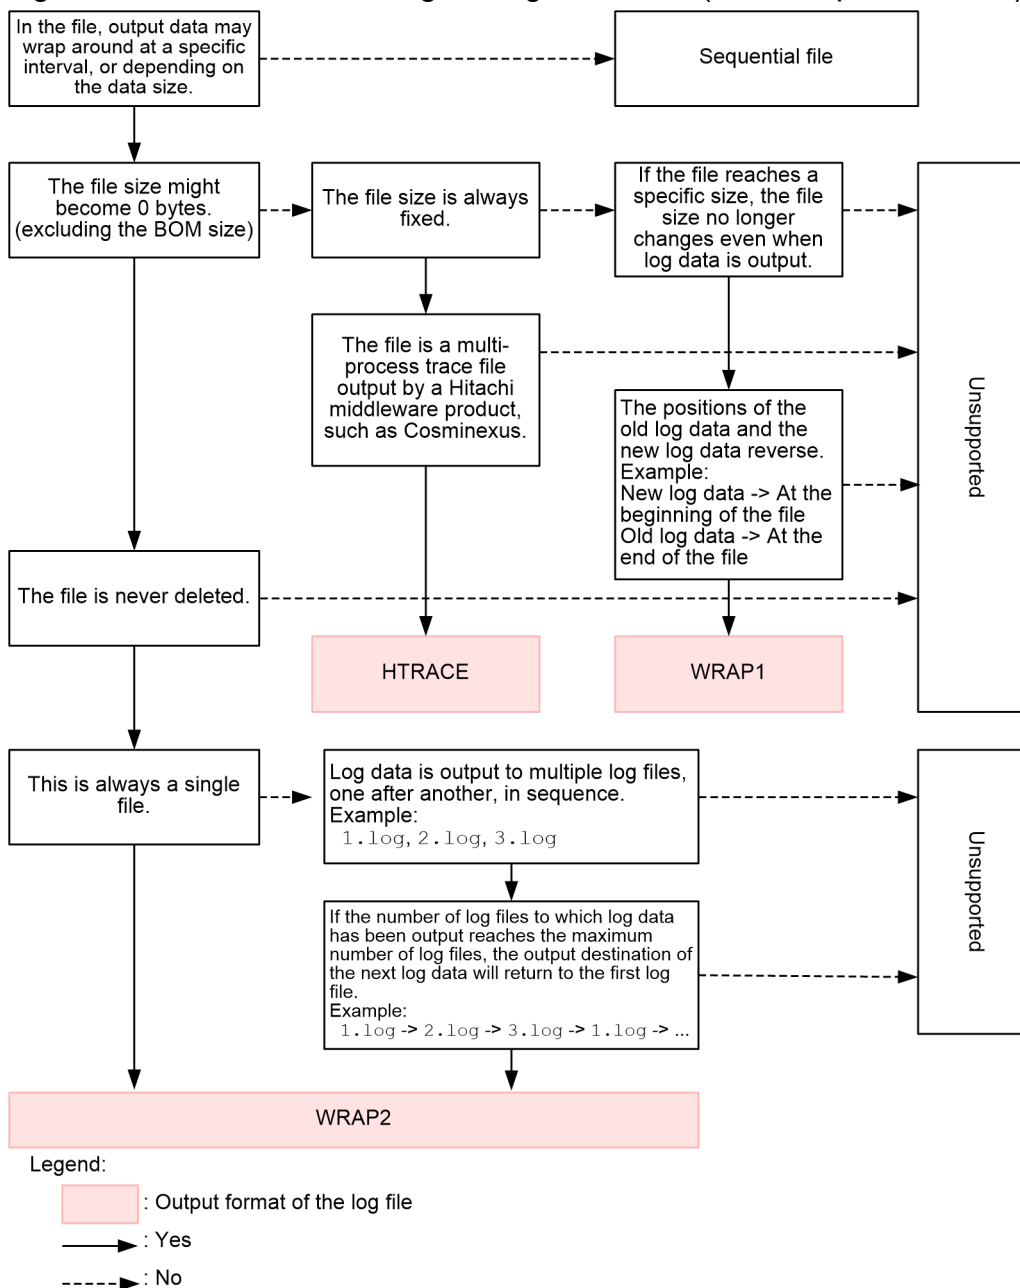 In the file, output data may
wrap around at a specific
interval, or depending on
the data size.
Sequential file
The file size might
become 0 bytes.
(excluding the BOM size)
The file size is always
fixed.
If the file reaches a
specific size, the file
size no longer
changes even when
log data is output.
The file is a multi-
process trace file
output by a Hitachi
middleware product,
such as Cosminexus.
The positions of the
old log data and the
new log data reverse.
Example:
New log data -> At the
beginning of the file
Old log data -> At the
end of the file
Unsupported
The file is never deleted.
HTRACE
WRAP1
This is always a single
file.
Log data is output to multiple log files,
one after another, in sequence.
Example:
1.log, 2.log, 3.log
If the number of log files to which log data
has been output reaches the maximum
number of log files, the output destination of
the next log data will return to the first log
file.
Example:
1.log -> 2.log -> 3.log -> 1.log -> ...
Unsupported
WRAP2
Legend:
: Output format of the log file
: Yes
: No